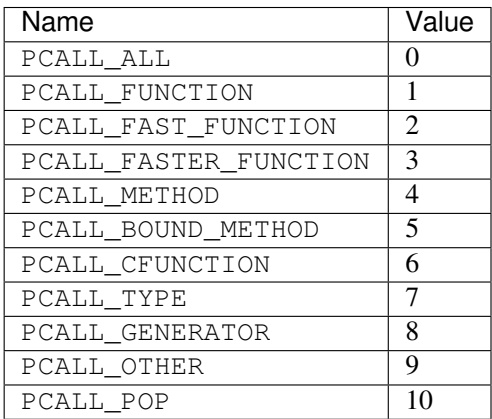 Name Value
PCALL_ALL 0
PCALL_FUNCTION 1
PCALL_FAST_FUNCTION 2
PCALL_FASTER_FUNCTION 3
PCALL_METHOD 4
PCALL_BOUND_METHOD 5
PCALL_CFUNCTION 6
PCALL_TYPE 7
PCALL_GENERATOR 8
PCALL_OTHER 9
PCALL_POP 10